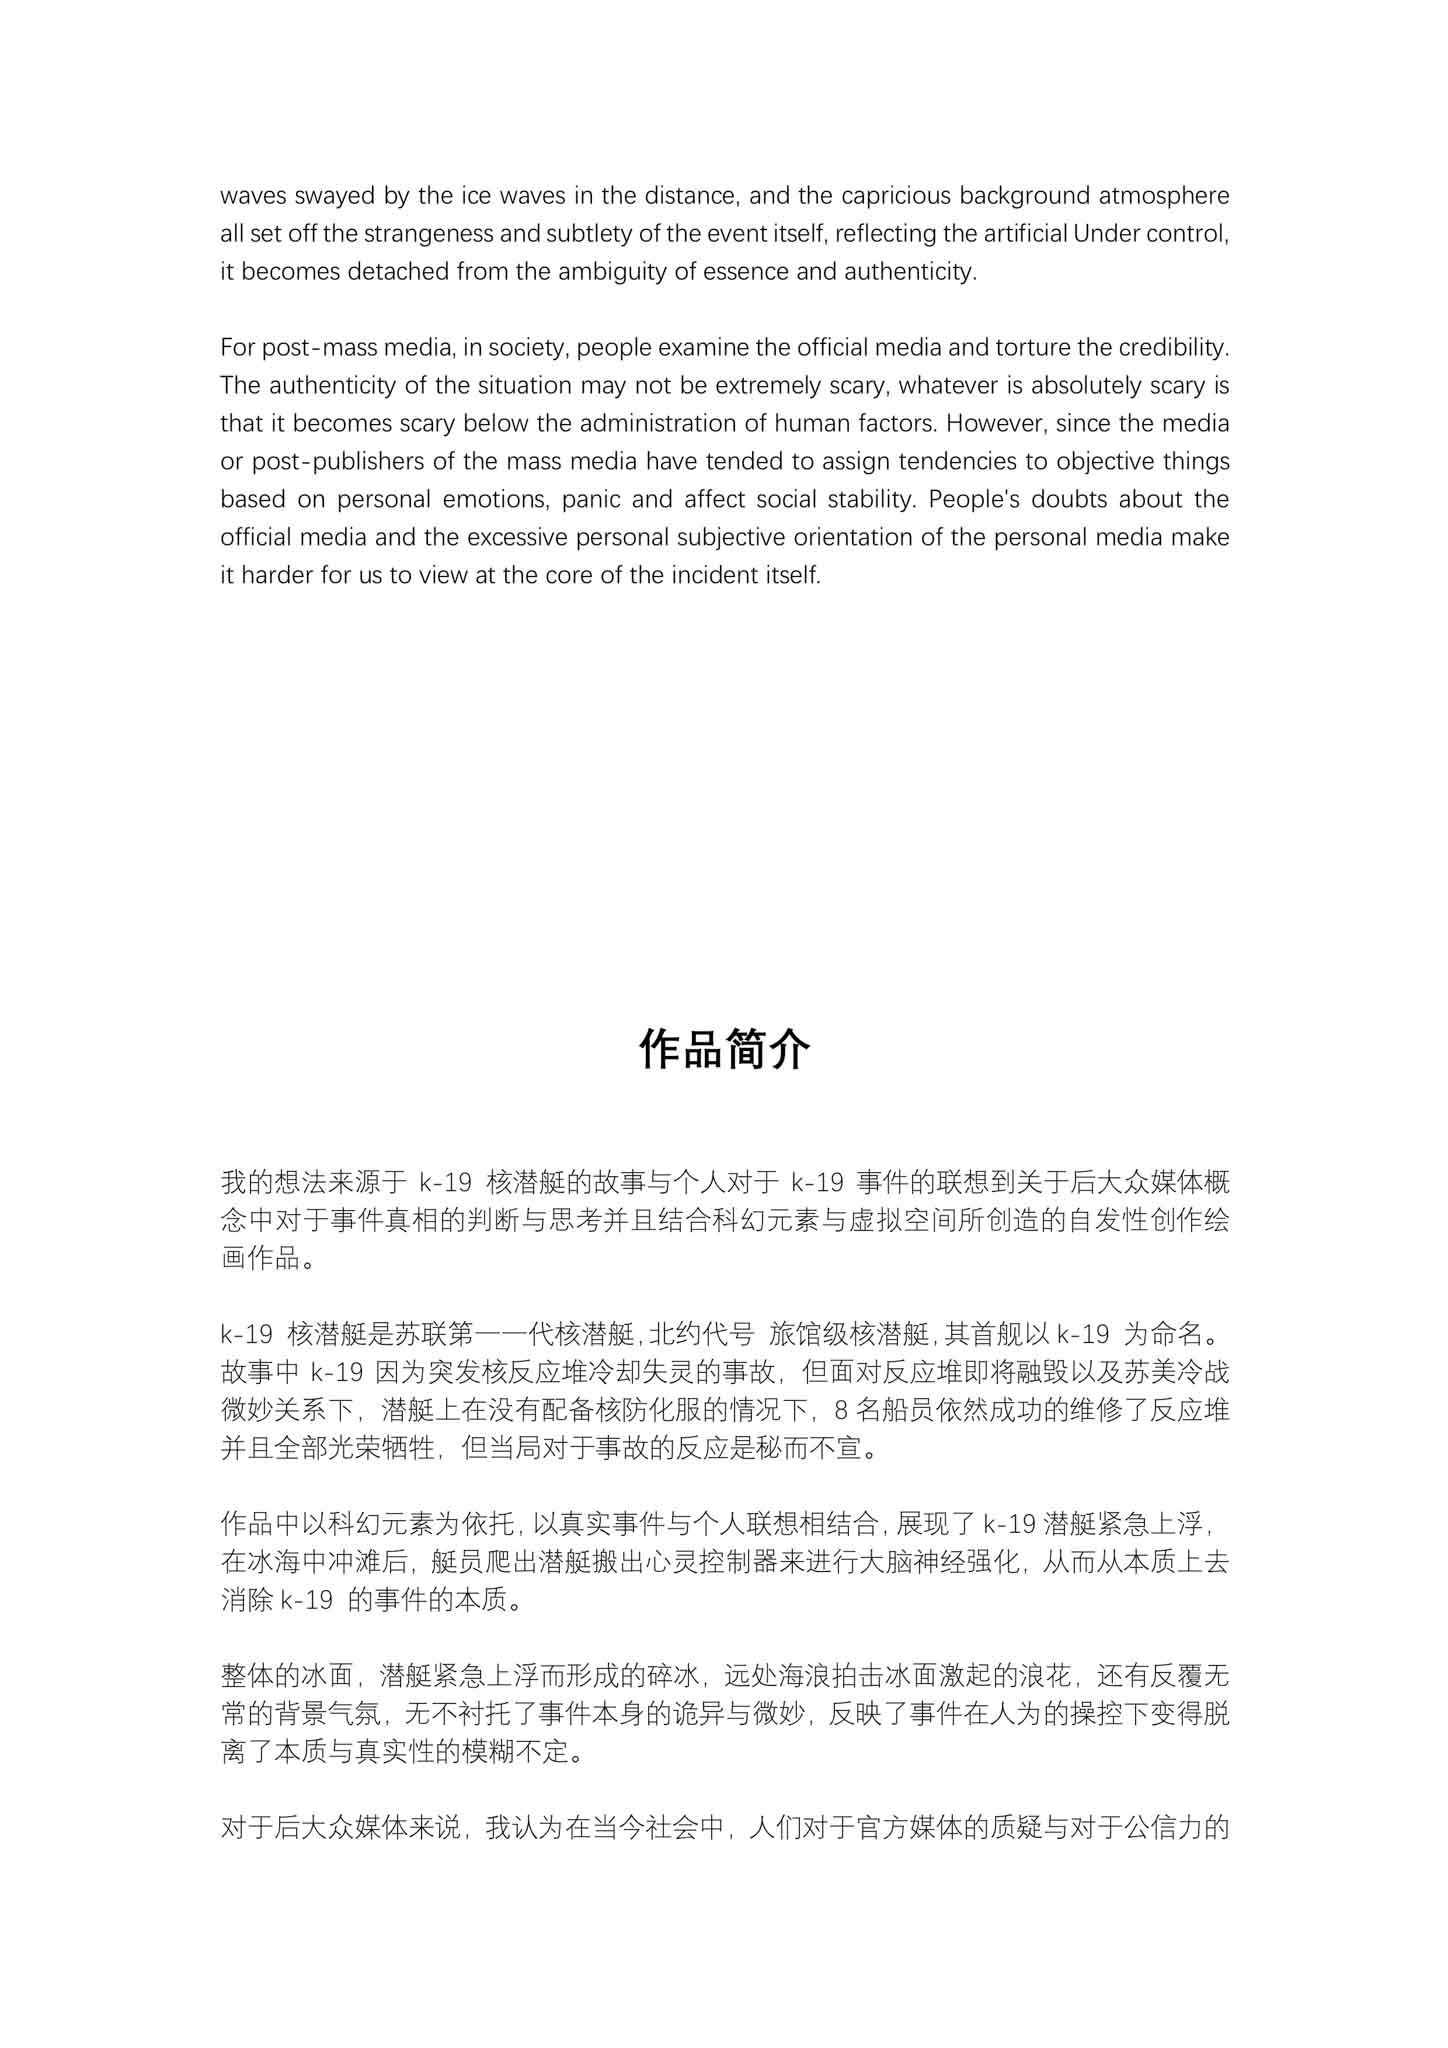 waves swayed by the ice waves in the distance, and the capricious background atmosphere
all set off the strangeness and subtlety of the event itself, reflecting the artificial Under control,
it becomes detached from the ambiguity of essence and authenticity.
For post-mass media, in society, people examine the official media and torture the credibility.
The authenticity of the situation may not be extremely scary, whatever is absolutely scary is
that it becomes scary below the administration of human factors. However, since the media
or post-publishers of the mass media have tended to assign tendencies to objective things
based on personal emotions, panic and affect social stability. People's doubts about the
official media and the excessive personal subjective orientation of the personal media make
it harder for us to view at the core of the incident itself.
作品简介
我的想法来源于 k-19 核潜艇的故事与个人对于 k-19 事件的联想到关于后大众媒体概
念中对于事件真相的判断与思考并且结合科幻元素与虚拟空间所创造的自发性创作绘
画作品。
k-19 核潜艇是苏联第一一代核潜艇,北约代号 旅馆级核潜艇,其首舰以 k-19 为命名。
故事中 k-19 因为突发核反应堆冷却失灵的事故，但面对反应堆即将融毁以及苏美冷战
微妙关系下，潜艇上在没有配备核防化服的情况下，8 名船员依然成功的维修了反应堆
并且全部光荣牺牲，但当局对于事故的反应是秘而不宣。
作品中以科幻元素为依托,以真实事件与个人联想相结合,展现了 k-19 潜艇紧急上浮，
在冰海中冲滩后，艇员爬出潜艇搬出心灵控制器来进行大脑神经强化，从而从本质上去
消除 k-19 的事件的本质。
整体的冰面，潜艇紧急上浮而形成的碎冰，远处海浪拍击冰面激起的浪花，还有反覆无
常的背景气氛，无不衬托了事件本身的诡异与微妙，反映了事件在人为的操控下变得脱
离了本质与真实性的模糊不定。
对于后大众媒体来说，我认为在当今社会中，人们对于官方媒体的质疑与对于公信力的